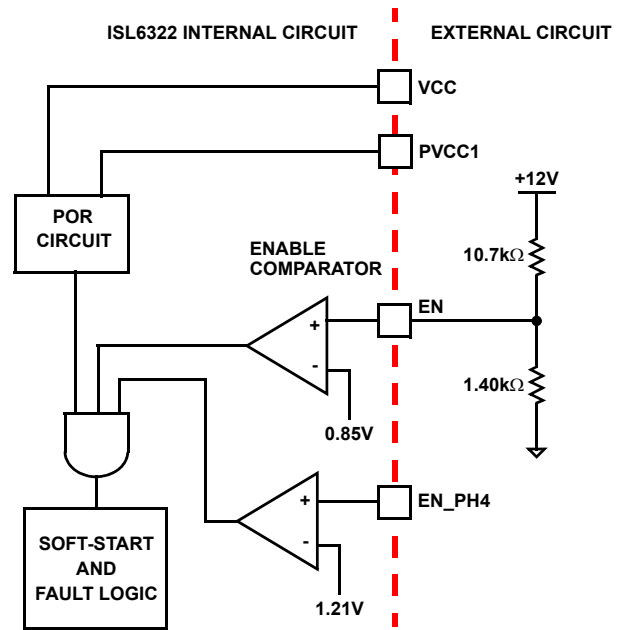 ISL6322 INTERNAL CIRCUIT
EXTERNAL CIRCUIT
VCC
PVCC1
+12V
POR
CIRCUIT
10.7kΩ
ENABLE
COMPARATOR
EN
+
-
0.85V
1.40kΩ
EN_PH4
+
-
1.21V
SOFT-START
AND
FAULT LOGIC